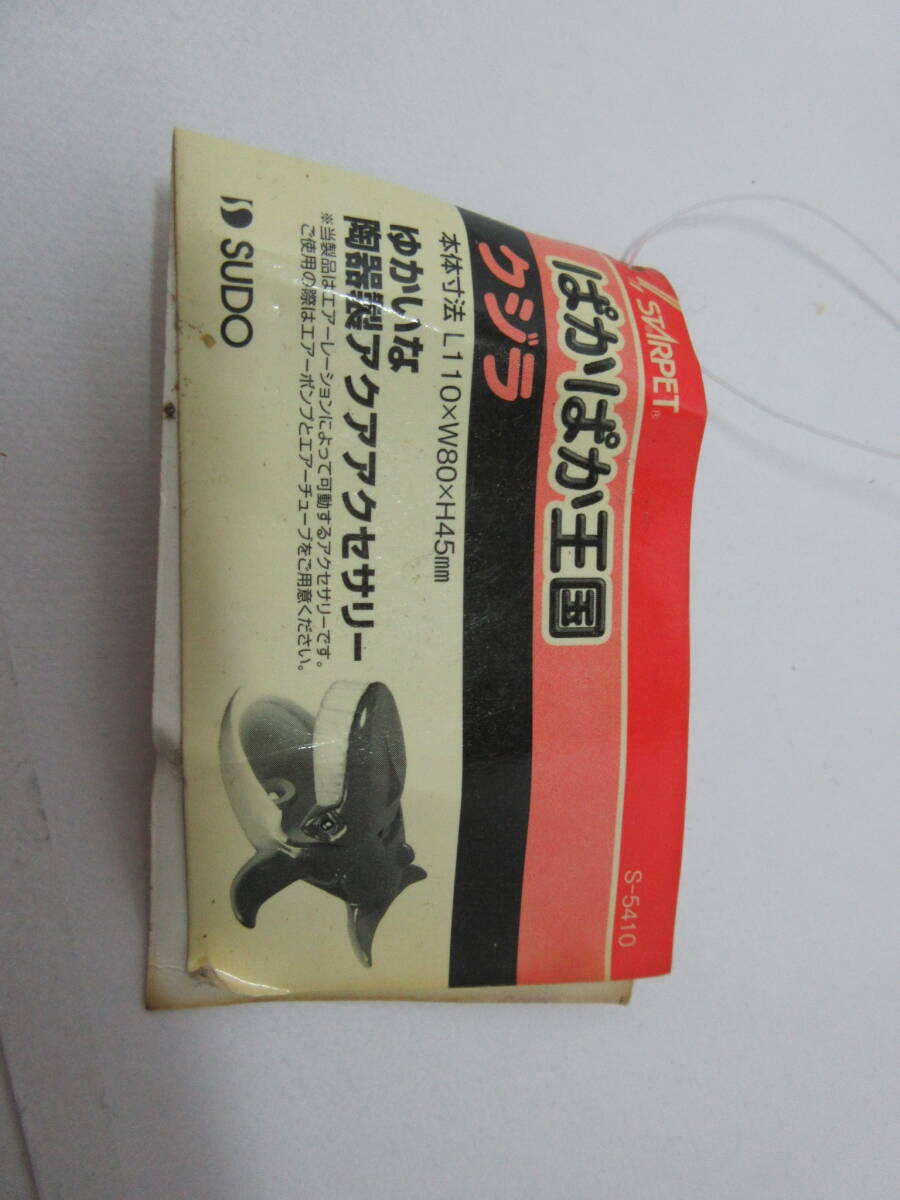 STARPET®
S-5410
ぱかぱか王国
クジラ
本体寸法 L110×W80×H45mm
ゆかいな
陶器製アクアアクセサリー
※当製品はエアーレーションによって可動するアクセサリーです。
ご使用の際はエアーポンプとエアーチューブをご用意ください。
SUDO